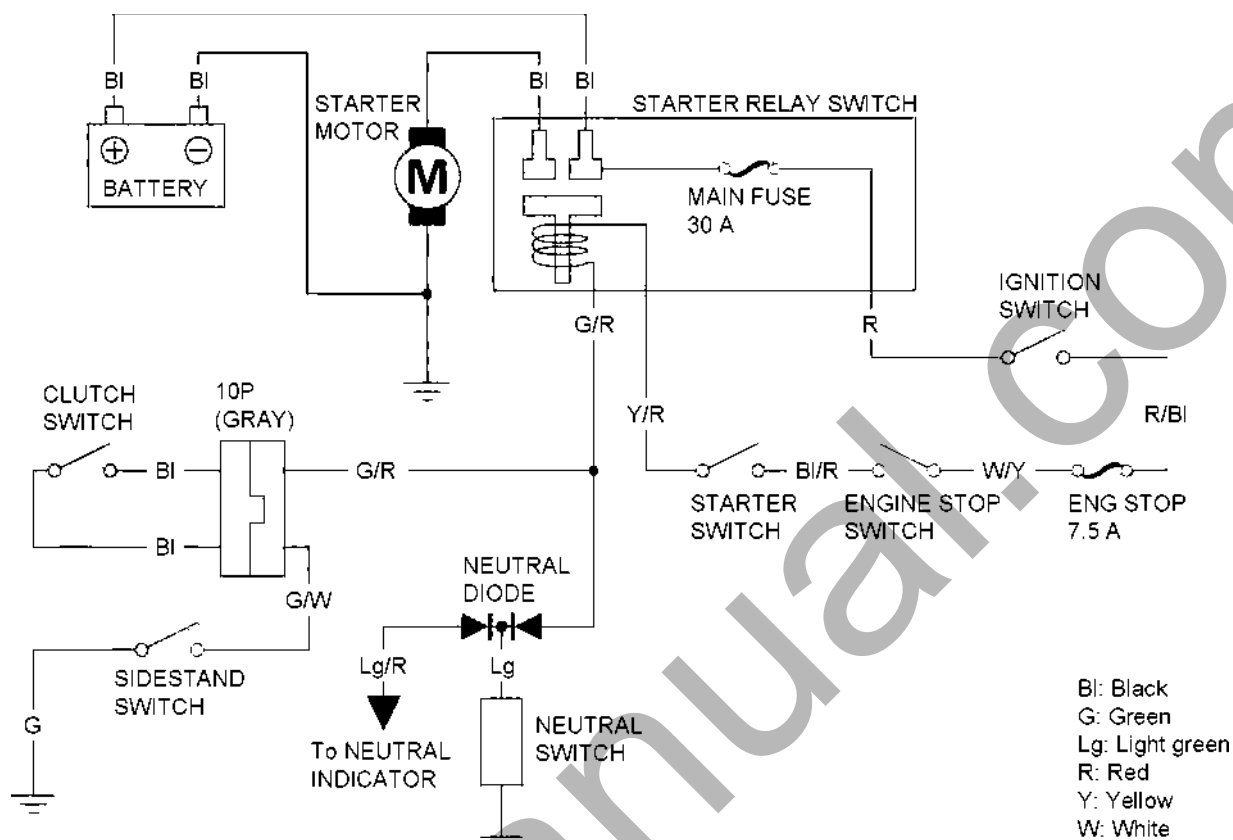 Bl
Bl
Bl
Bl
STARTER
MOTOR
STARTER RELAY SWITCH
BATTERY
M
MAIN FUSE
30 A
IGNITION
SWITCH
G/R
R
CLUTCH
SWITCH
10P
(GRAY)
Y/R
R/Bl
Bl
G/R
Bl/R
W/Y
STARTER
SWITCH
ENGINE STOP
SWITCH
ENG STOP
7.5 A
Bl
G/W
NEUTRAL
DIODE
Lg/R
Lg
SIDESTAND
SWITCH
G
To NEUTRAL
INDICATOR
NEUTRAL
SWITCH
Bl: Black
G: Green
Lg: Light green
R: Red
Y: Yellow
W: White